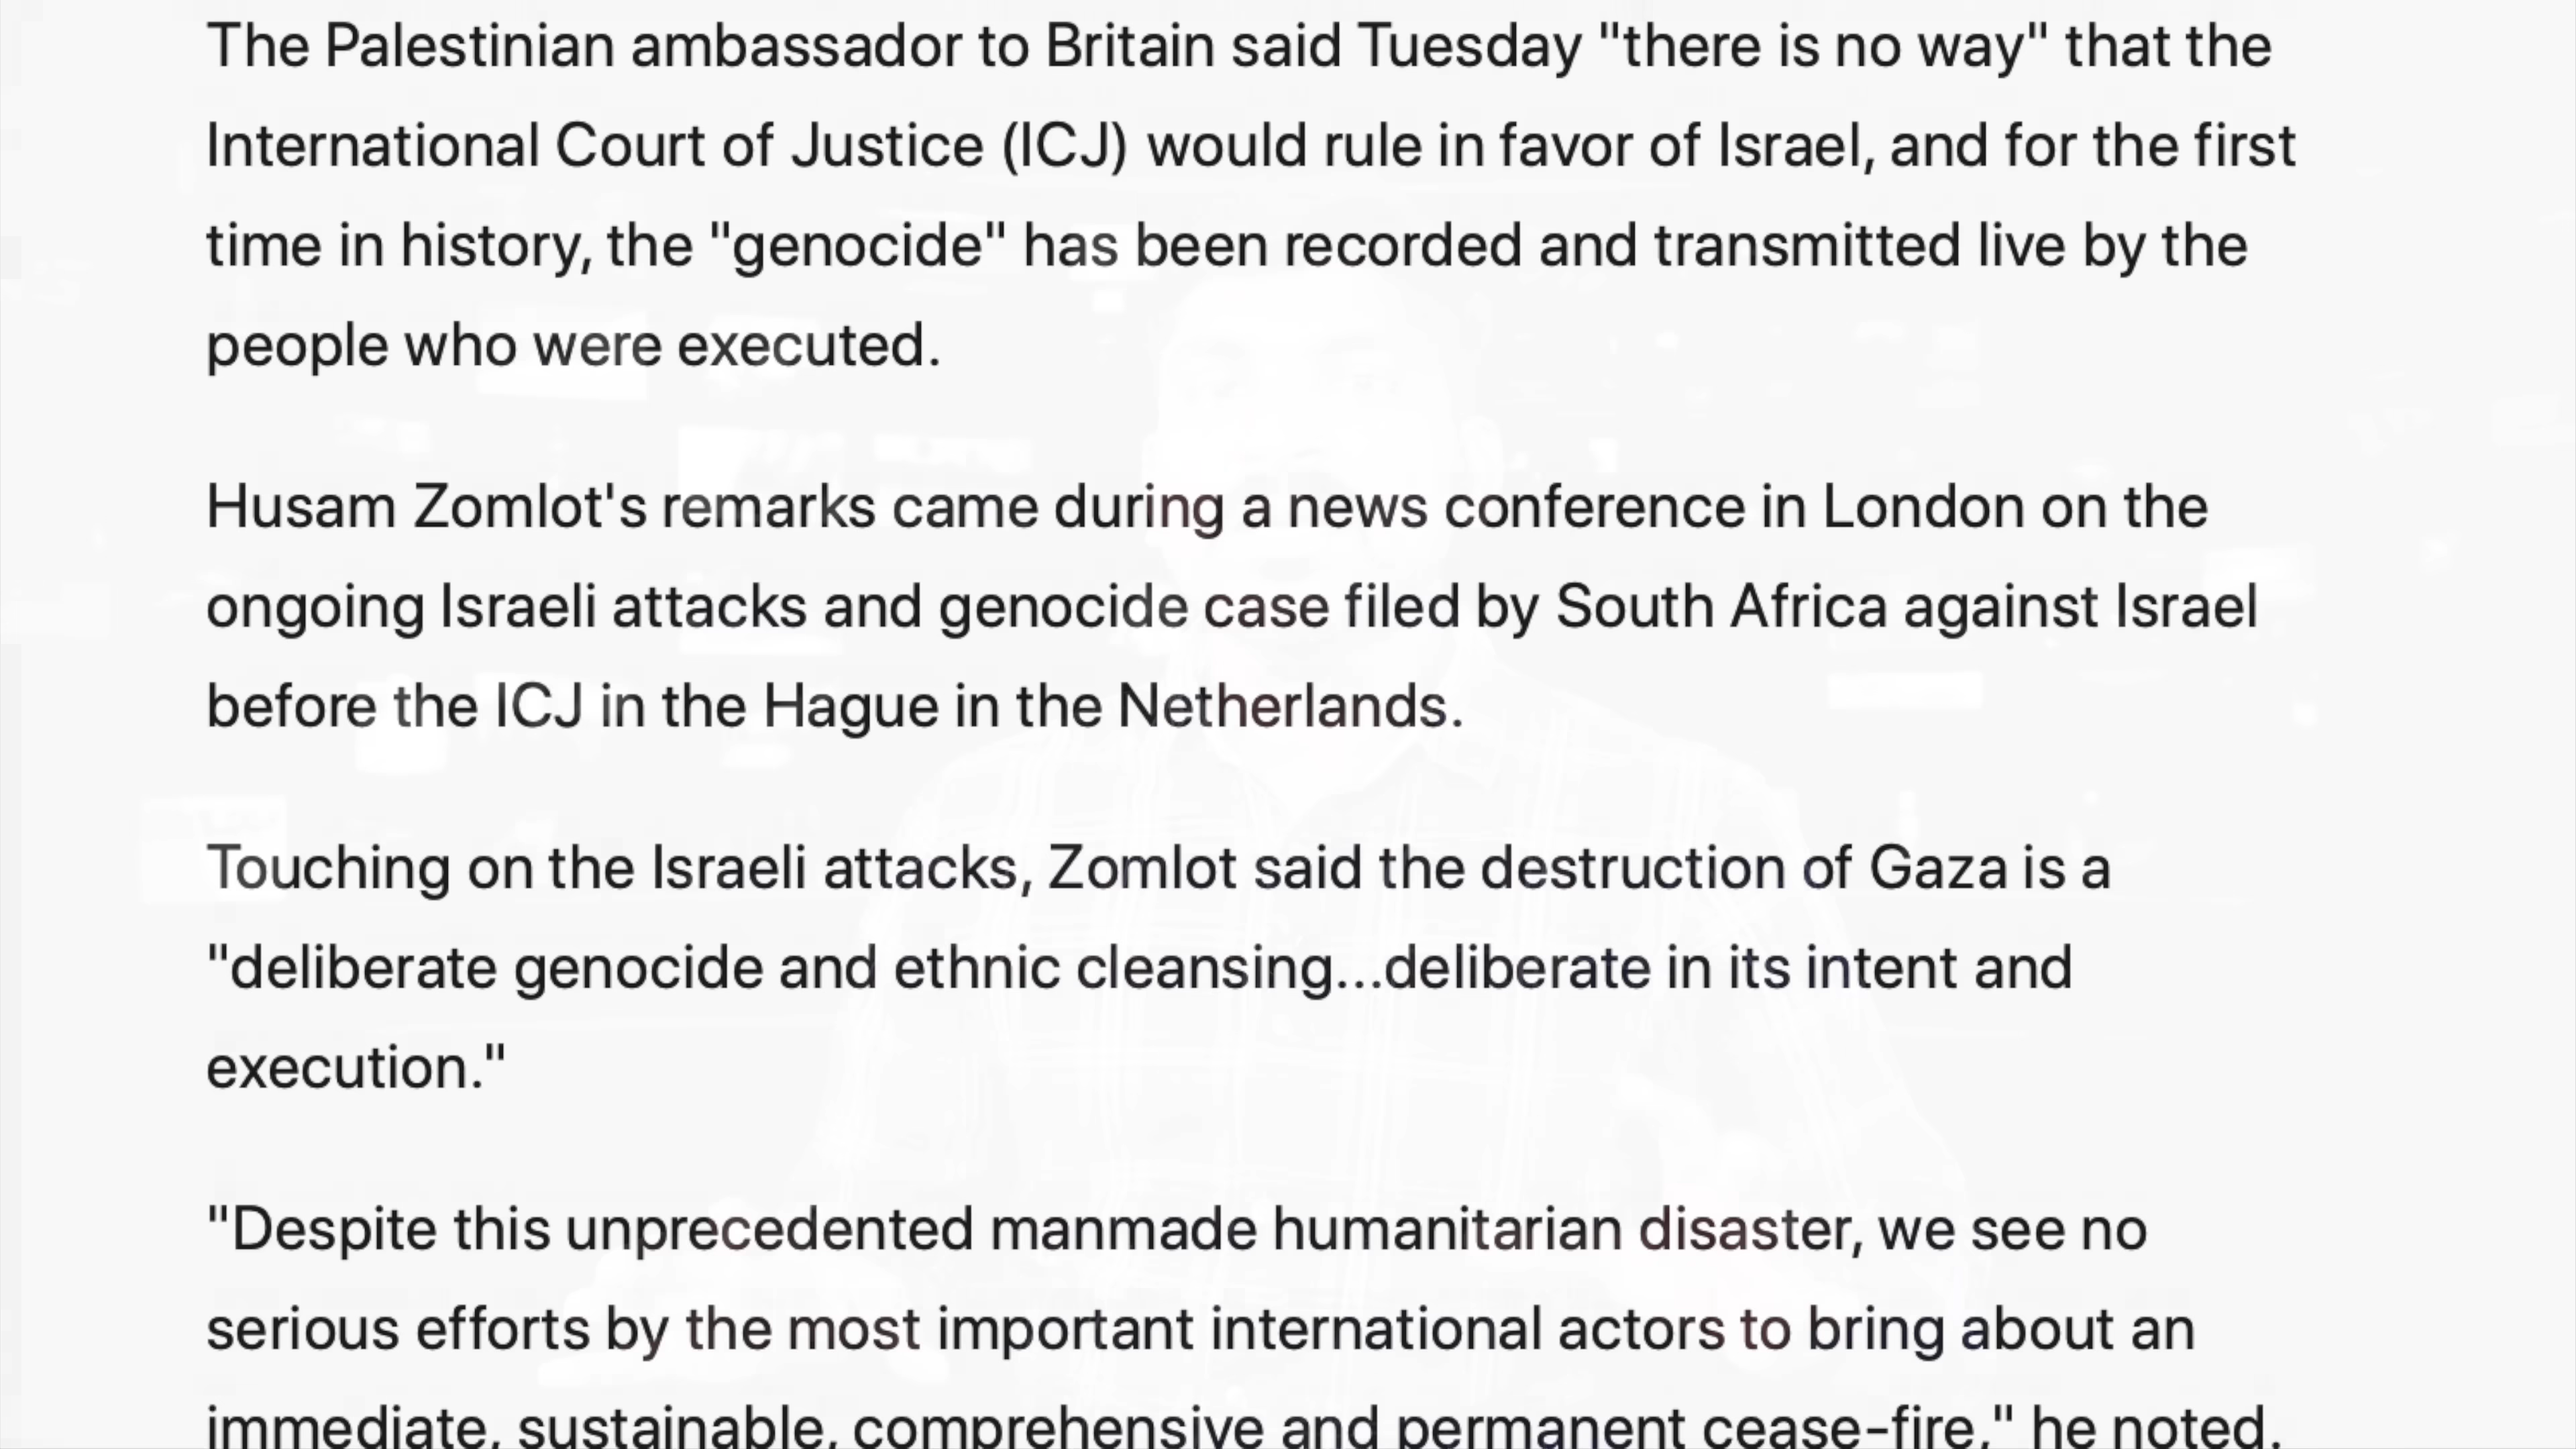 The Palestinian ambassador to Britain said Tuesday "there is no way" that the
International Court of Justice (ICJ) would rule in favor of Israel, and for the first
time in history, the "genocide" has been recorded and transmitted live by the
people who were executed.
Husam Zomlot's remarks came during a news conference in London on the
ongoing Israeli attacks and genocide case filed by South Africa against Israel
before the ICJ in the Hague in the Netherlands.
Touching on the Israeli attacks, Zomlot said the destruction of Gaza is a
"deliberate genocide and ethnic cleansing...deliberate in its intent and
execution."
"Despite this unprecedented manmade humanitarian disaster, we see no
serious efforts by the most important international actors to bring about an
immediate, sustainable, comprehensive and permanent cease-fire," he noted.